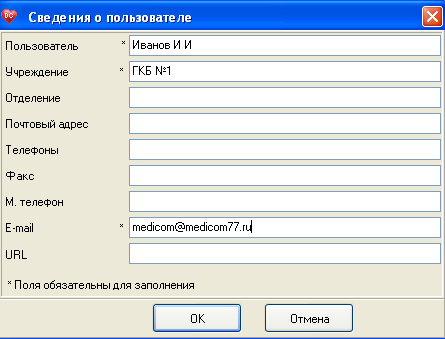 Сведения о пользователе
Пользователь * Иванов И И
Учреждение * ГКБ №1
Отделение
Почтовый адрес
Телефоны
Факс
М. телефон
E-mail * medicom@medicom77.ru
URL
* Поля обязательны для заполнения
OK Отмена